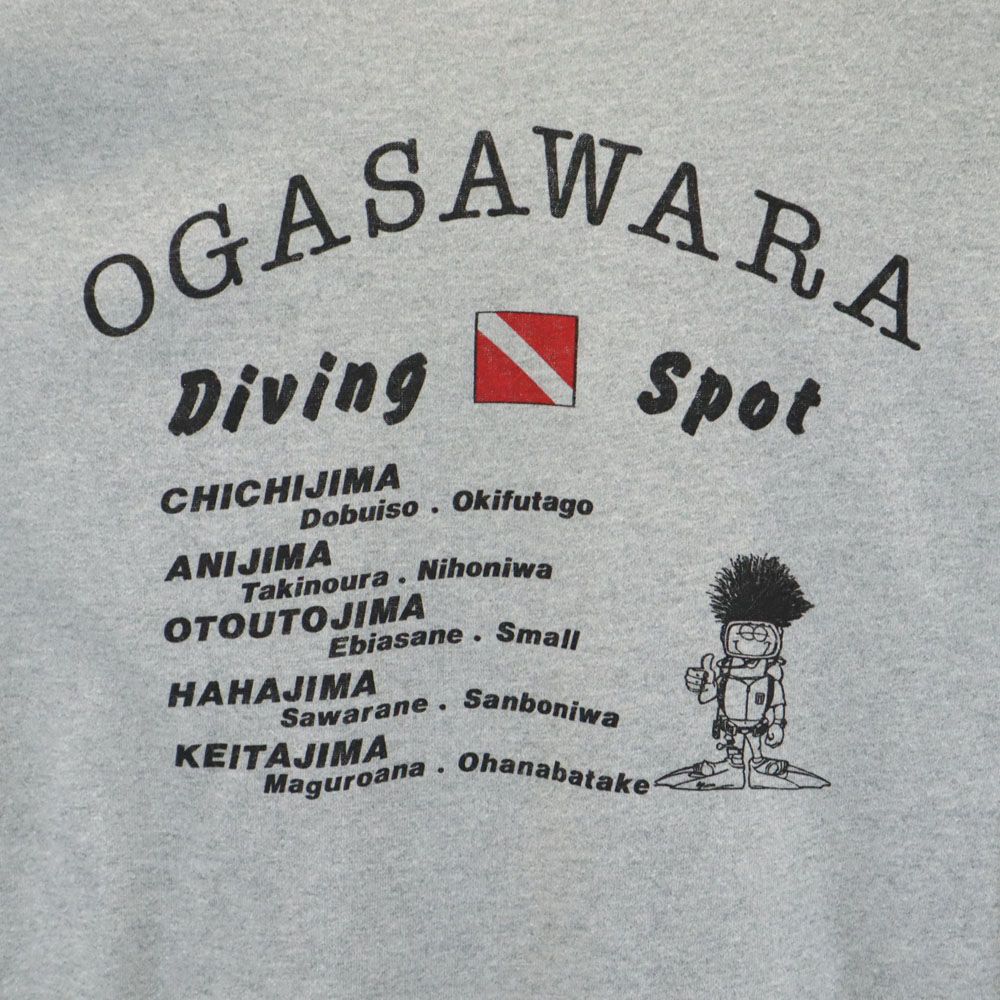 OGASAWARA
Diving Spot
CHICHIJIMA
Dobuiso . Okifutago
ANIJIMA
Takinoura . Nihoniwa
OTOUTOJIMA
Ebiasane . Small
HAHAJIMA
Sawarane . Sanboniwa
KEITAJIMA
Maguroana . Ohanabatake